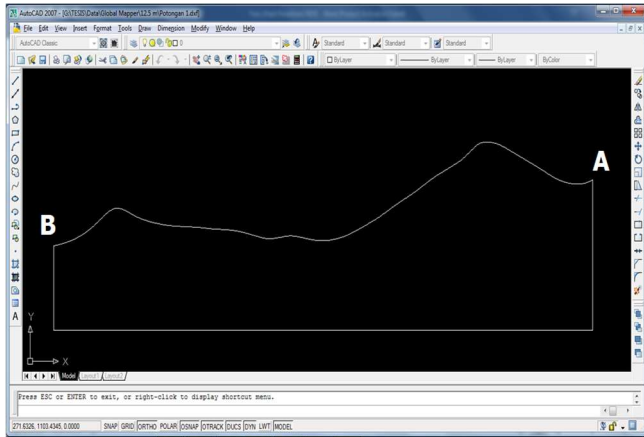 AutoCAD 2007 - [G:\TESIS\Data\Global Mapper\12.5 m\Potongan 1.dxf]
File Edit View Insert Format Tools Draw Dimension Modify Window Help
AutoCAD Classic 0 Standard Standard Standard
ByLayer ByLayer ByLayer ByColor
A
B
A
Y
X
Model Layout1 Layout2
Press ESC or ENTER to exit, or right-click to display shortcut menu.
271.6326, 1103.4345, 0.0000 SNAP GRID ORTHO POLAR OSNAP OTRACK DUCS DYN LWT MODEL